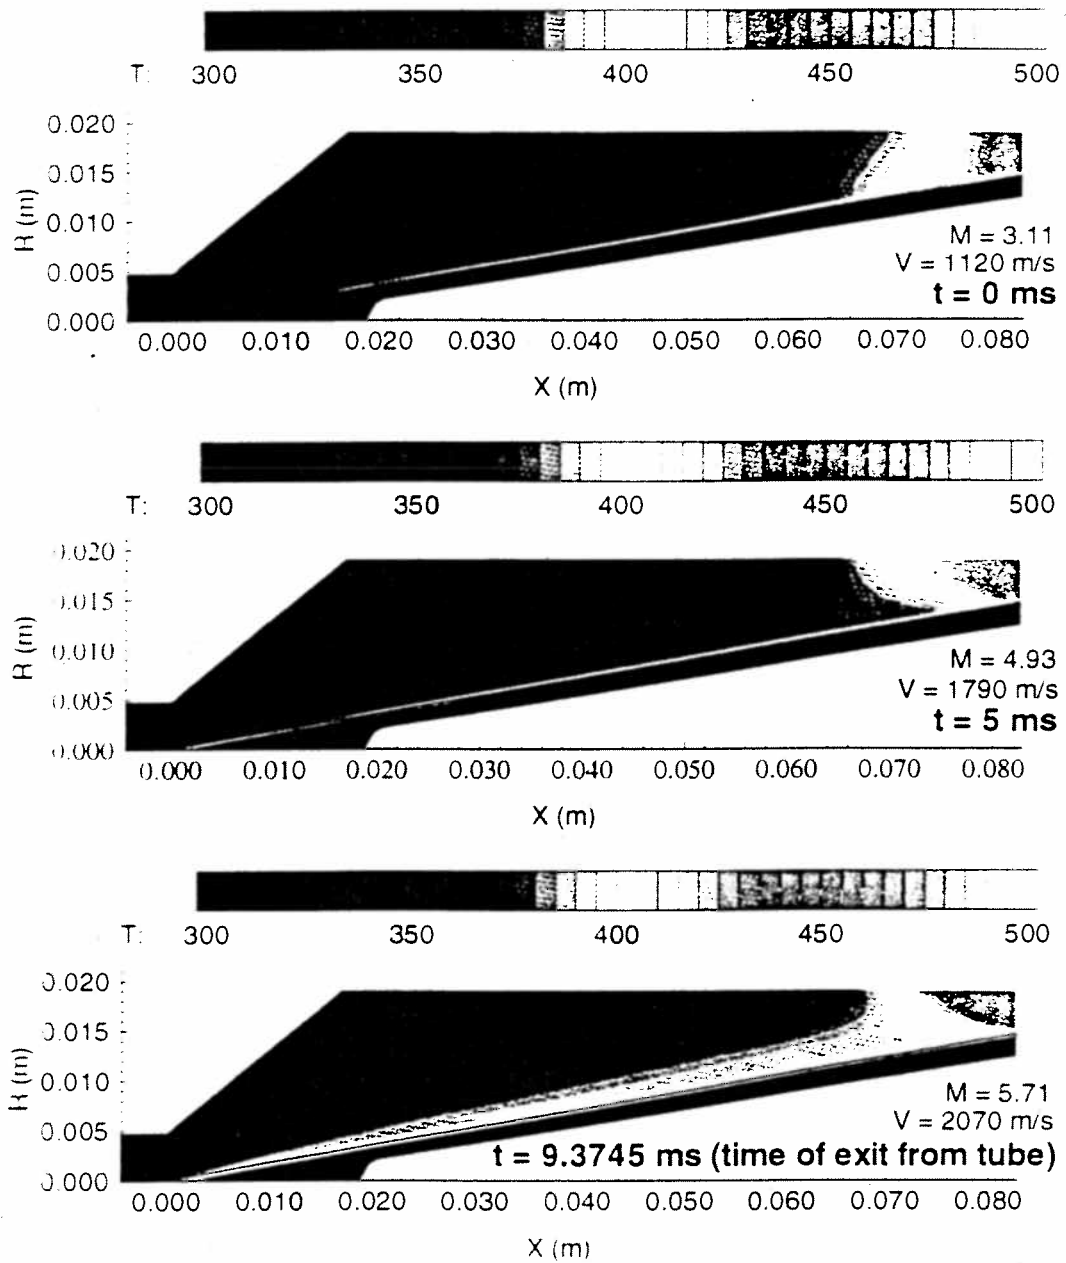 T: 300 350 400 450 500
0.020
0.015
0.010
0.005
0.000
R (m)
M = 3.11
V = 1120 m/s
t = 0 ms
0.000 0.010 0.020 0.030 0.040 0.050 0.060 0.070 0.080
X (m)
T: 300 350 400 450 500
0.020
0.015
0.010
0.005
0.000
R (m)
M = 4.93
V = 1790 m/s
t = 5 ms
0.000 0.010 0.020 0.030 0.040 0.050 0.060 0.070 0.080
X (m)
T: 300 350 400 450 500
0.020
0.015
0.010
0.005
0.000
R (m)
M = 5.71
V = 2070 m/s
t = 9.3745 ms (time of exit from tube)
0.000 0.010 0.020 0.030 0.040 0.050 0.060 0.070 0.080
X (m)